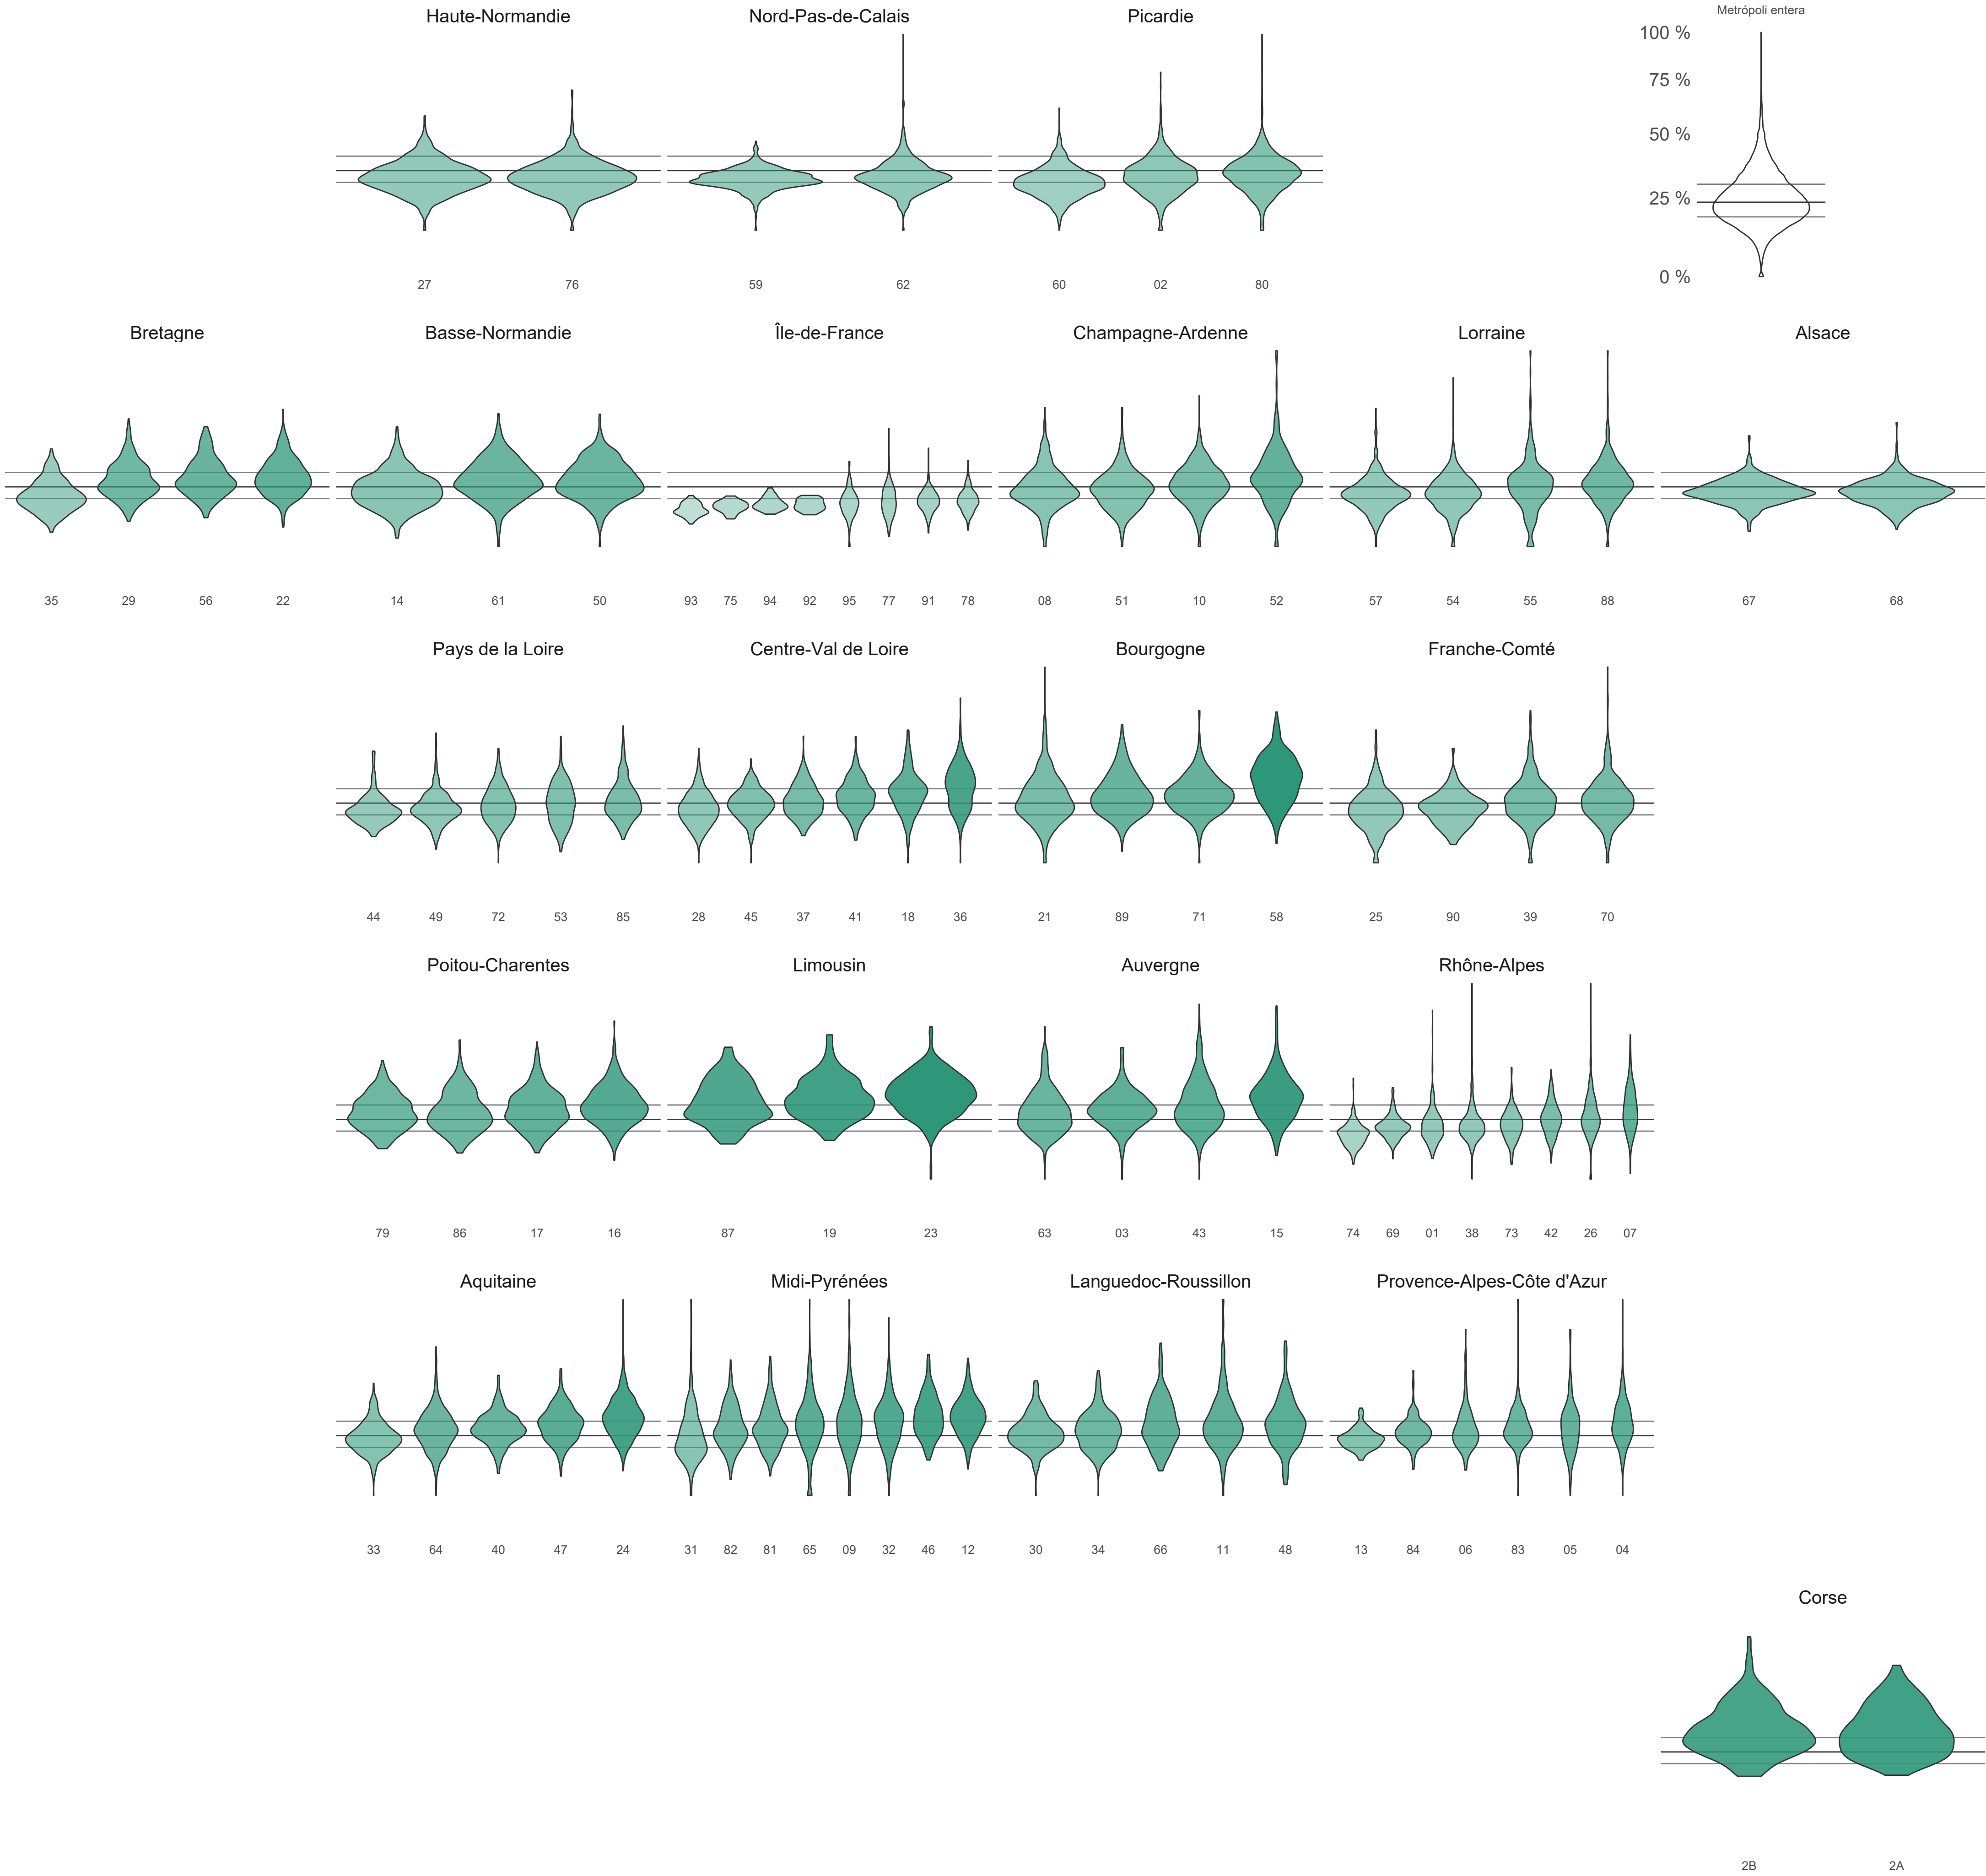 Haute-Normandie
Nord-Pas-de-Calais
Picardie
Metrópoli entera
100 %
75 %
50 %
25 %
0 %
27 76
59 62
60 02 80
Bretagne
Basse-Normandie
Île-de-France
Champagne-Ardenne
Lorraine
Alsace
35 29 56 22
14 61 50
93 75 94 92 95 77 91 78
08 51 10 52
57 54 55 88
67 68
Pays de la Loire
Centre-Val de Loire
Bourgogne
Franche-Comté
44 49 72 53 85
28 45 37 41 18 36
21 89 71 58
25 90 39 70
Poitou-Charentes
Limousin
Auvergne
Rhône-Alpes
79 86 17 16
87 19 23
63 03 43 15
74 69 01 38 73 42 26 07
Aquitaine
Midi-Pyrénées
Languedoc-Roussillon
Provence-Alpes-Côte d'Azur
33 64 40 47 24
31 82 81 65 09 32 46 12
30 34 66 11 48
13 84 06 83 05 04
Corse
2B 2A